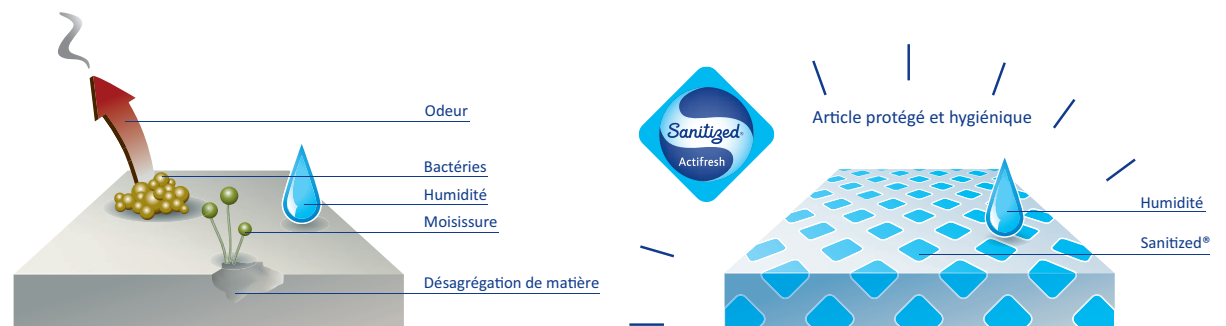 Odeur
Bactéries
Humidité
Moisissure
Désagrégation de matière
Sanitized®
Actifresh
Article protégé et hygiénique
Humidité
Sanitized®